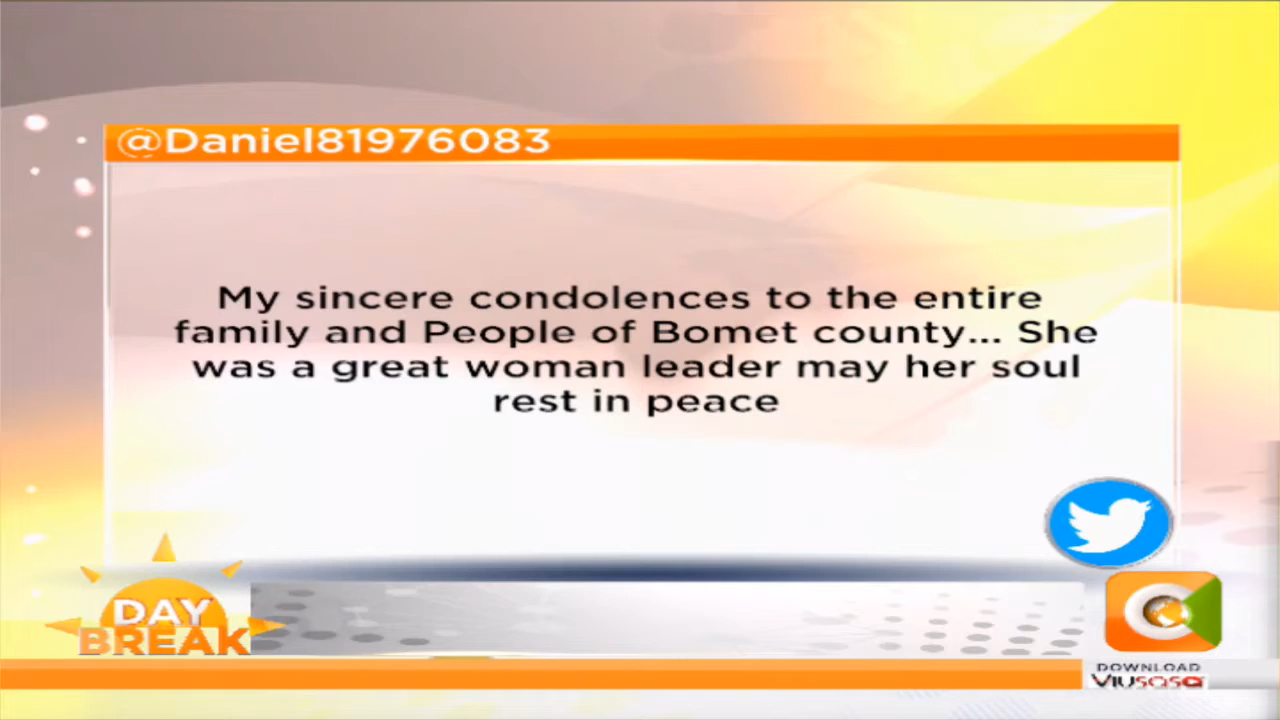 @Daniel81976083
My sincere condolences to the entire
family and People of Bomet county... She
was a great woman leader may her soul
rest in peace
DAY
BREAK
DOWNLOAD
VIUSASA